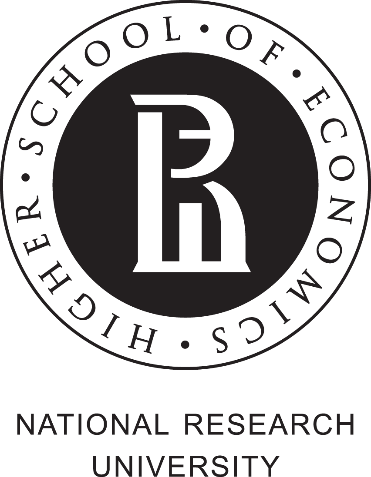 HIGHER • SCHOOL • OF • ECONOMICS •
NATIONAL RESEARCH
UNIVERSITY